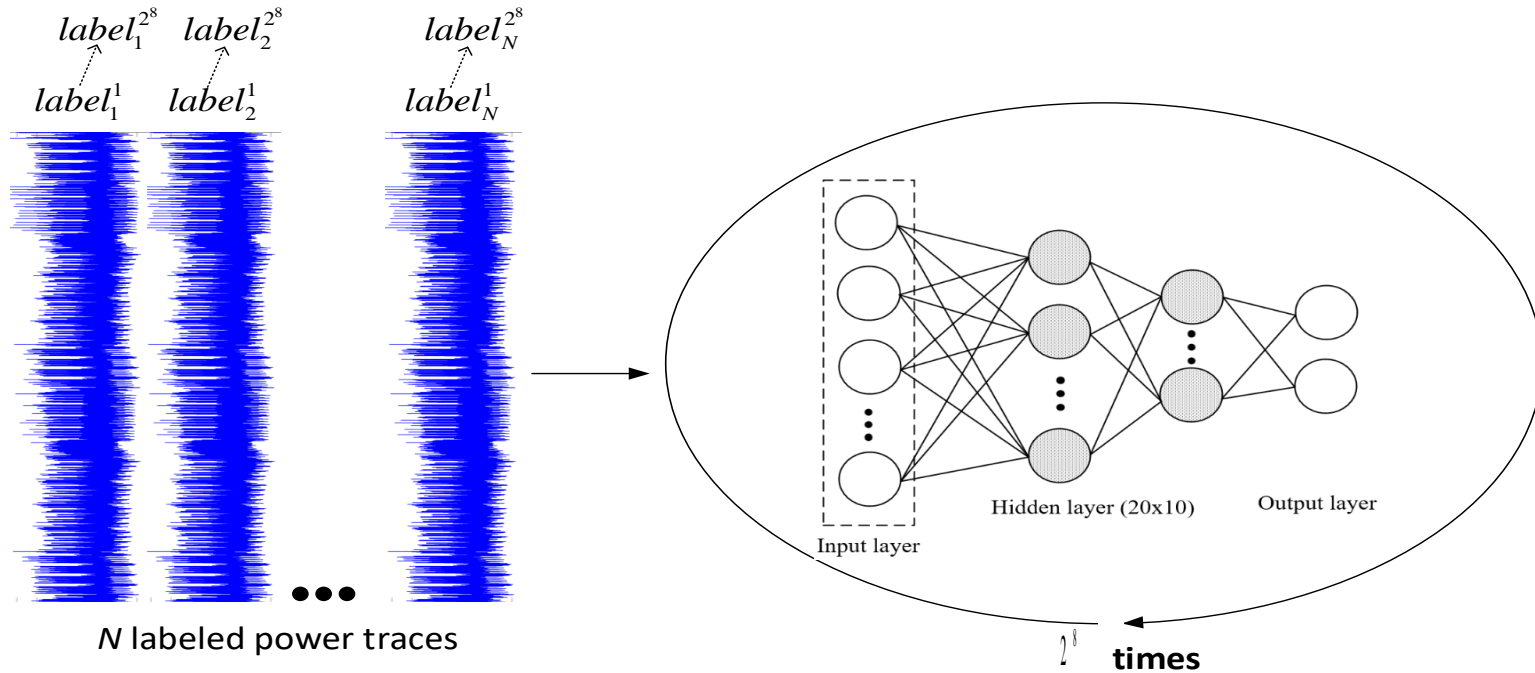 label_1^{2^8} label_2^{2^8} label_N^{2^8}
label_1^1 label_2^1 label_N^1
N labeled power traces
Input layer
Hidden layer (20x10)
Output layer
2^8 times